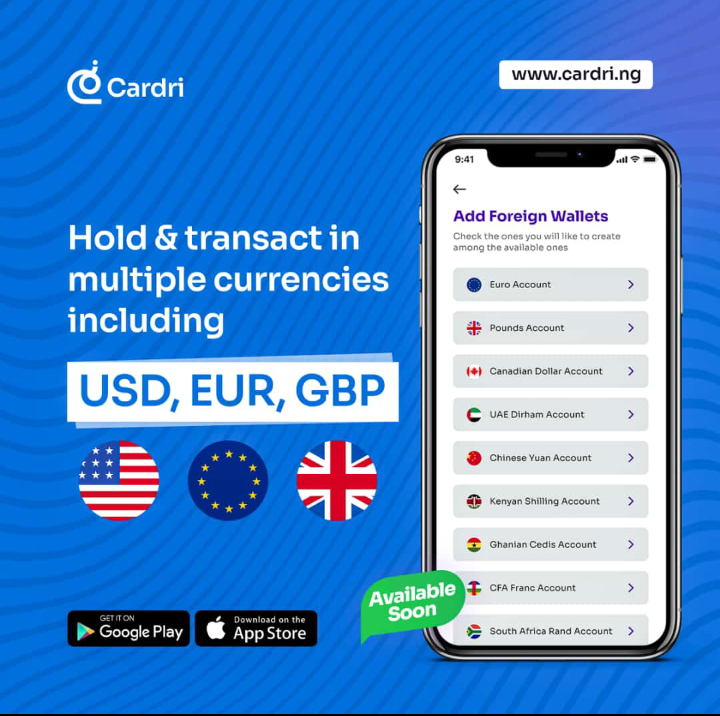 Cardri
www.cardri.ng
Hold & transact in
multiple currencies
including
USD, EUR, GBP
9:41
Add Foreign Wallets
Check the ones you will like to create
among the available ones
Euro Account
Pounds Account
Canadian Dollar Account
UAE Dirham Account
Chinese Yuan Account
Kenyan Shilling Account
Ghanian Cedis Account
CFA Franc Account
South Africa Rand Account
Available
Soon
GET IT ON
Google Play
Download on the
App Store